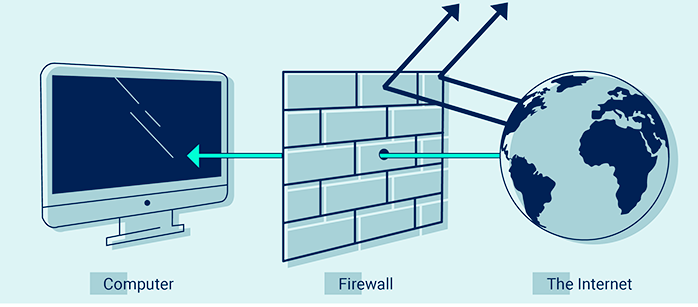 Computer
Firewall
The Internet